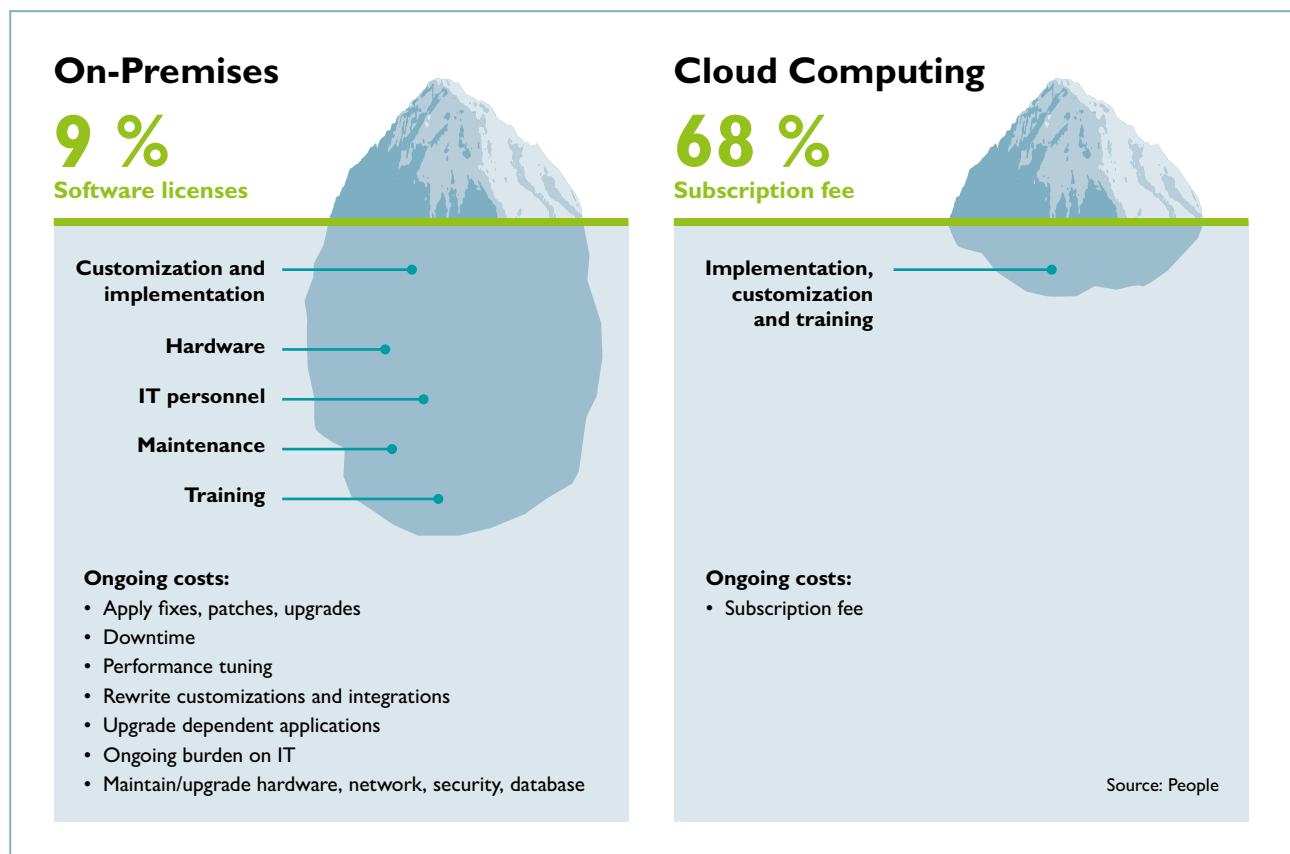 On-Premises
9 %
Software licenses
Customization and
implementation
Hardware
IT personnel
Maintenance
Training
Ongoing costs:
• Apply fixes, patches, upgrades
• Downtime
• Performance tuning
• Rewrite customizations and integrations
• Upgrade dependent applications
• Ongoing burden on IT
• Maintain/upgrade hardware, network, security, database
Cloud Computing
68 %
Subscription fee
Implementation,
customization
and training
Ongoing costs:
• Subscription fee
Source: People